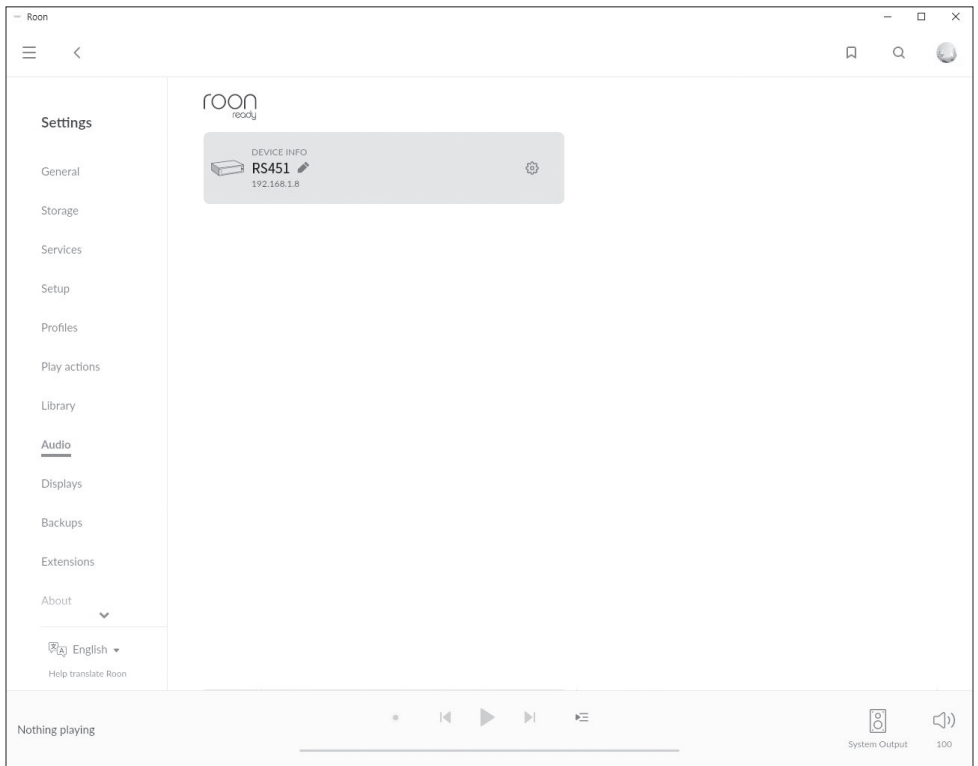 Roon
Settings
General
Storage
Services
Setup
Profiles
Play actions
Library
Audio
Displays
Backups
Extensions
About
English
Help translate Roon
roon
ready
DEVICE INFO
RS451
192.168.1.8
Nothing playing
System Output
100